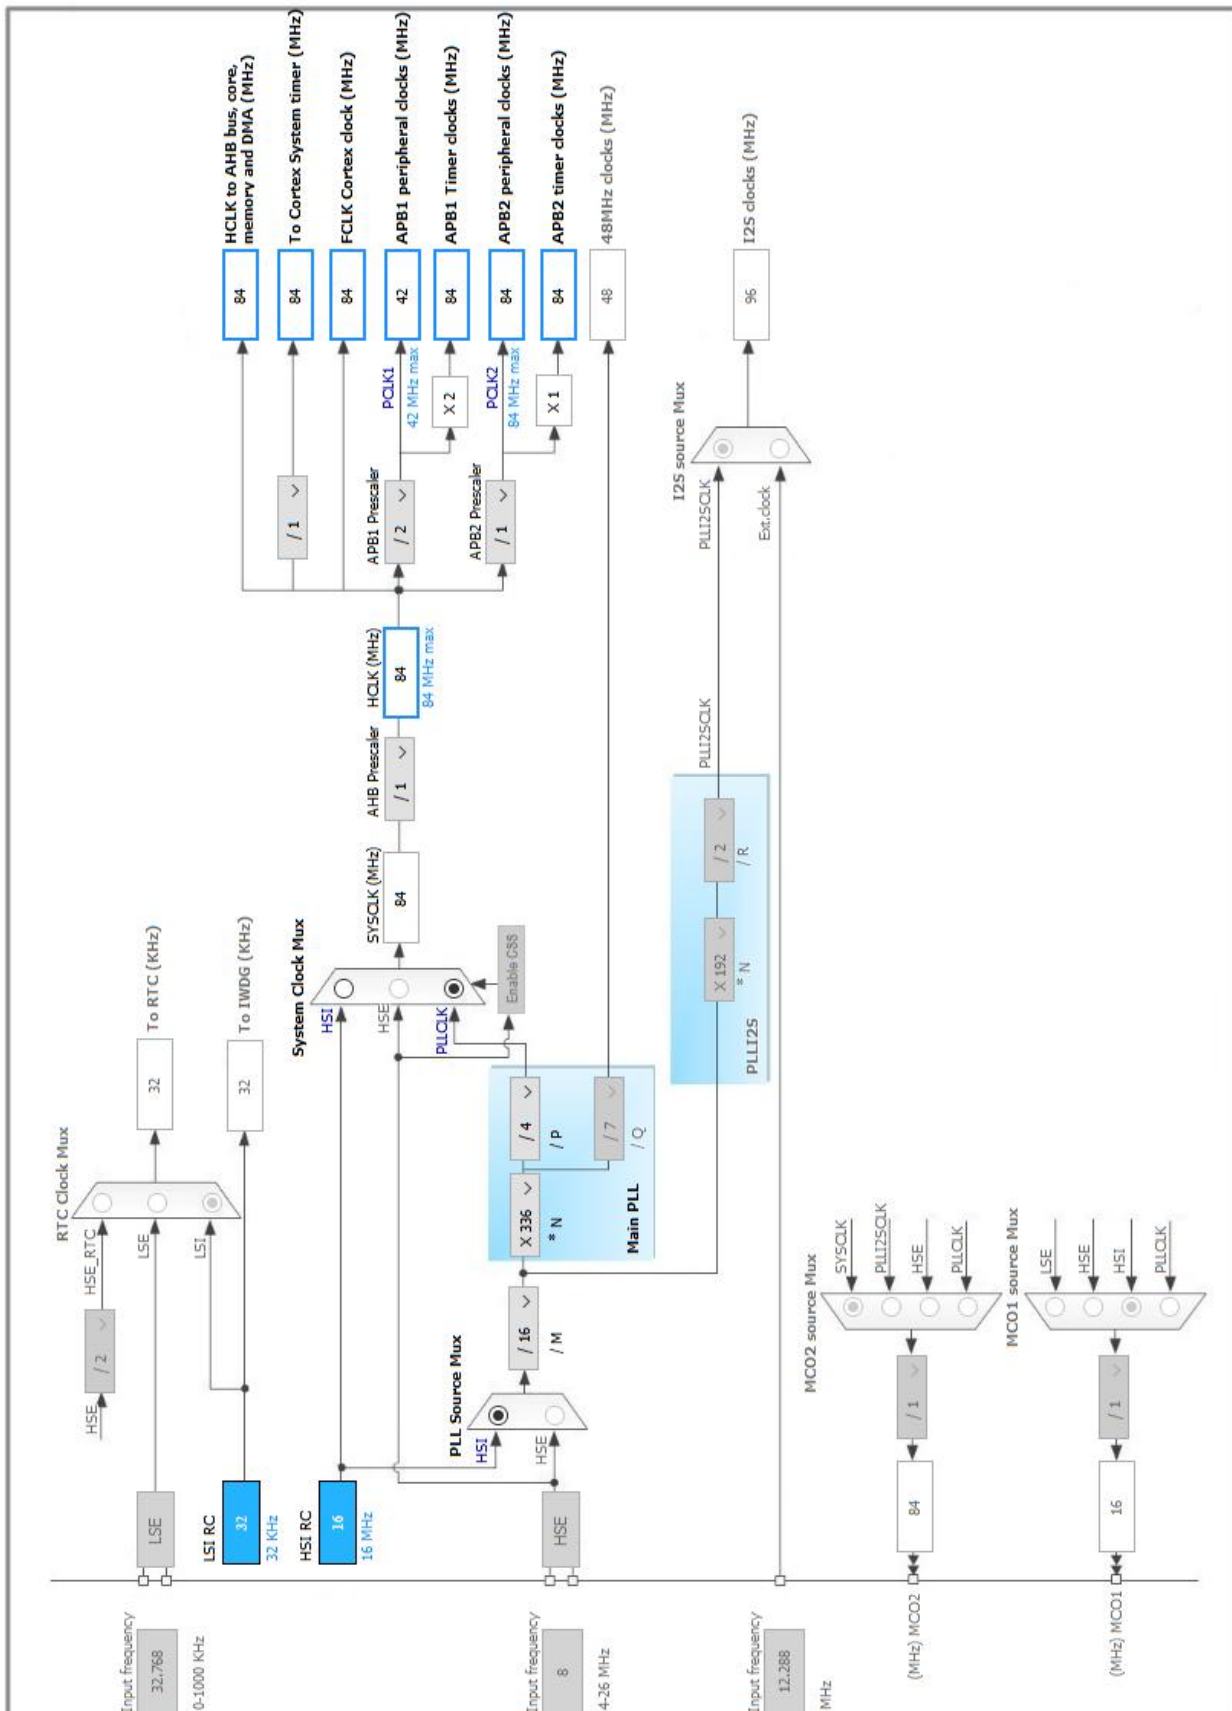 RTC Clock Mux
HSE
/ 2
HSE_RTC
LSE
LSI
32
To RTC (KHz)
32
To IWDG (KHz)
Input frequency
32.768
0-1000 KHz
LSE
LSI RC
32
32 KHz
HSI RC
16
16 MHz
System Clock Mux
HSI
HSE
PLLCLK
Enable CSS
SYSCLK (MHz)
84
AHB Prescaler
/ 1
HCLK (MHz)
84
84 MHz max
84
HCLK to AHB bus, core,
memory and DMA (MHz)
/ 1
84
To Cortex System timer (MHz)
84
FCLK Cortex clock (MHz)
APB1 Prescaler
/ 2
PCLK1
42 MHz max
42
APB1 peripheral clocks (MHz)
X 2
84
APB1 Timer clocks (MHz)
APB2 Prescaler
/ 1
PCLK2
84 MHz max
84
APB2 peripheral clocks (MHz)
X 1
84
APB2 timer clocks (MHz)
48
48MHz clocks (MHz)
Input frequency
8
4-26 MHz
HSE
PLL Source Mux
HSI
HSE
/ 16
/ M
X 336
* N
/ 4
/ P
/ 7
/ Q
Main PLL
X 192
* N
/ 2
/ R
PLLI2S
PLLI2SCLK
I2S source Mux
PLLI2SCLK
Ext.clock
96
I2S clocks (MHz)
Input frequency
12.288
MHz
MCO2 source Mux
SYSCLK
PLLI2SCLK
HSE
PLLCLK
/ 1
84
(MHz) MCO2
MCO1 source Mux
LSE
HSE
HSI
PLLCLK
/ 1
16
(MHz) MCO1